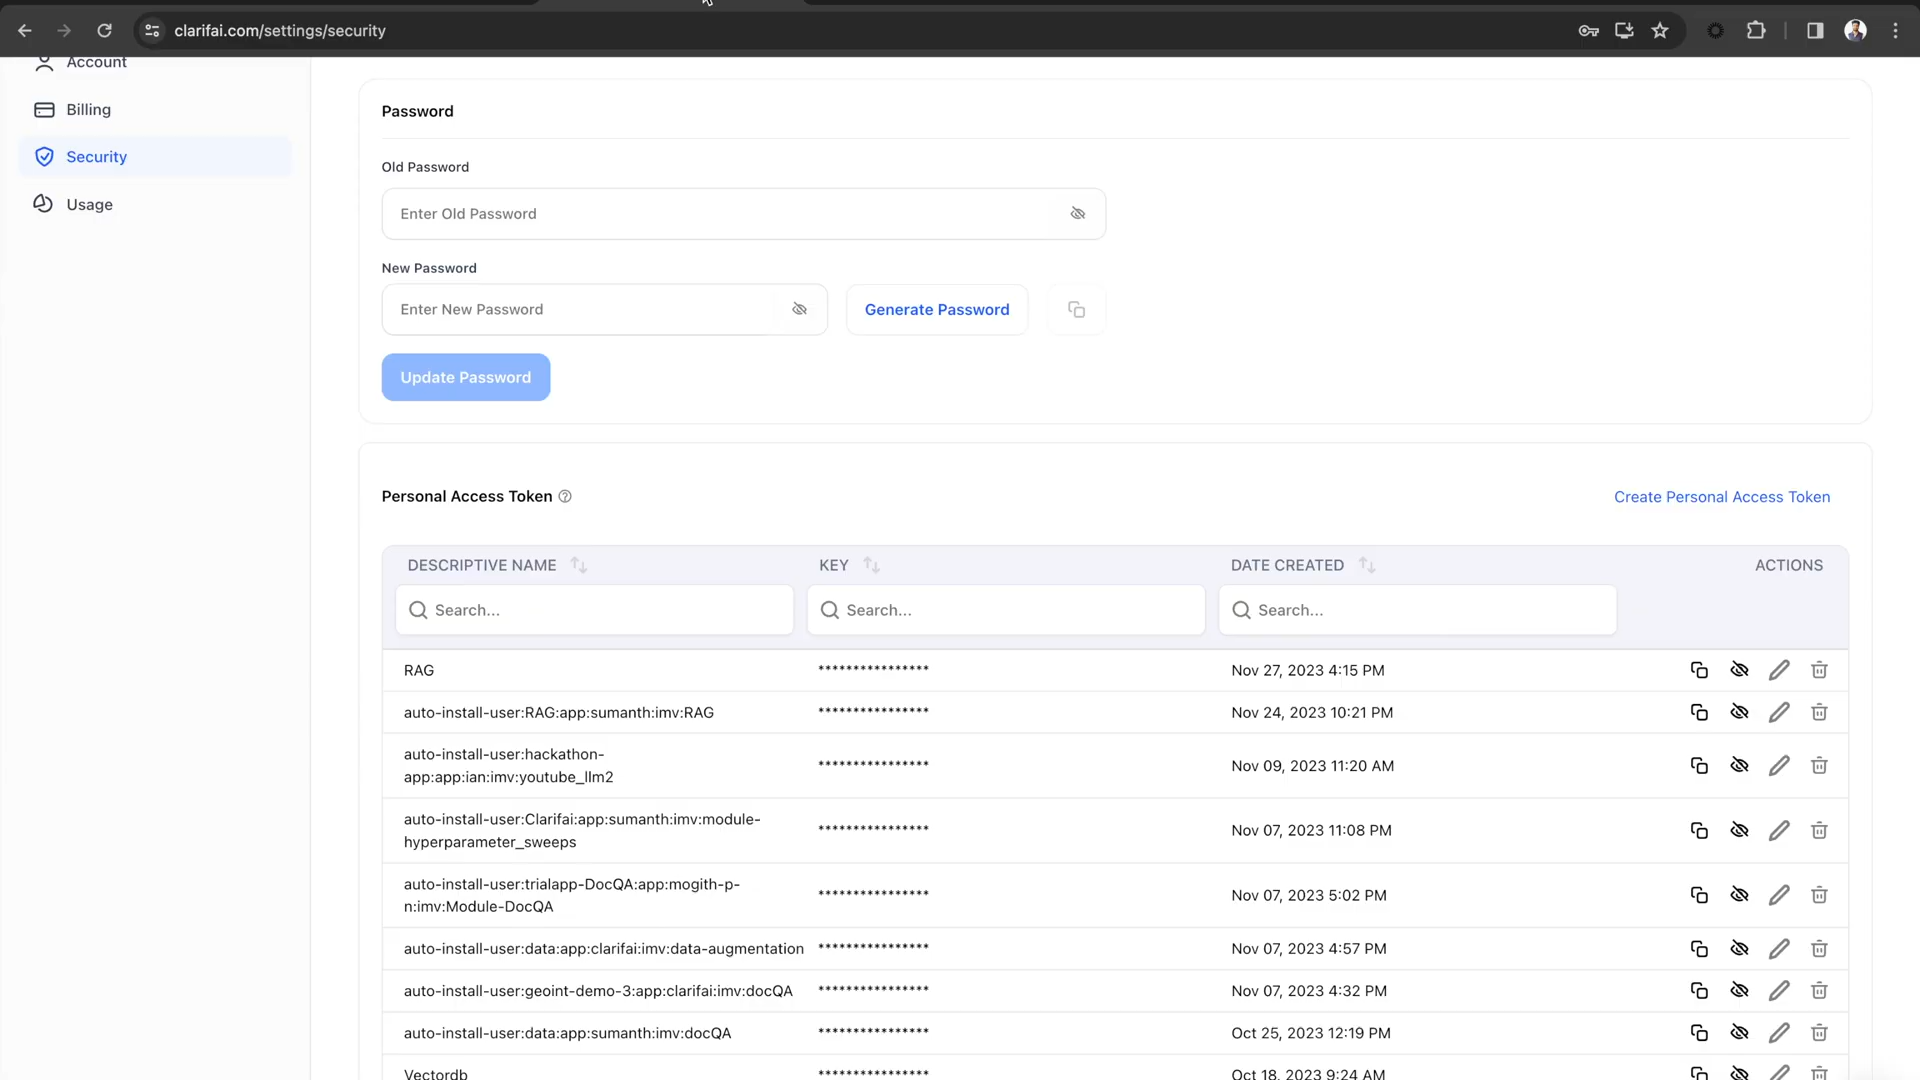 clarifai.com/settings/security
Account
Billing
Security
Usage
Password
Old Password
Enter Old Password
New Password
Enter New Password
Generate Password
Update Password
Personal Access Token
Create Personal Access Token
DESCRIPTIVE NAME KEY DATE CREATED ACTIONS
Search... Search... Search...
RAG **************** Nov 27, 2023 4:15 PM
auto-install-user:RAG:app:sumanth:imv:RAG **************** Nov 24, 2023 10:21 PM
auto-install-user:hackathon-
app:app:ian:imv:youtube_llm2 **************** Nov 09, 2023 11:20 AM
auto-install-user:Clarifai:app:sumanth:imv:module-
hyperparameter_sweeps **************** Nov 07, 2023 11:08 PM
auto-install-user:trialapp-DocQA:app:mogith-p-
n:imv:Module-DocQA **************** Nov 07, 2023 5:02 PM
auto-install-user:data:app:clarifai:imv:data-augmentation **************** Nov 07, 2023 4:57 PM
auto-install-user:geoint-demo-3:app:clarifai:imv:docQA **************** Nov 07, 2023 4:32 PM
auto-install-user:data:app:sumanth:imv:docQA **************** Oct 25, 2023 12:19 PM
Vectordb **************** Oct 18, 2023 9:24 AM